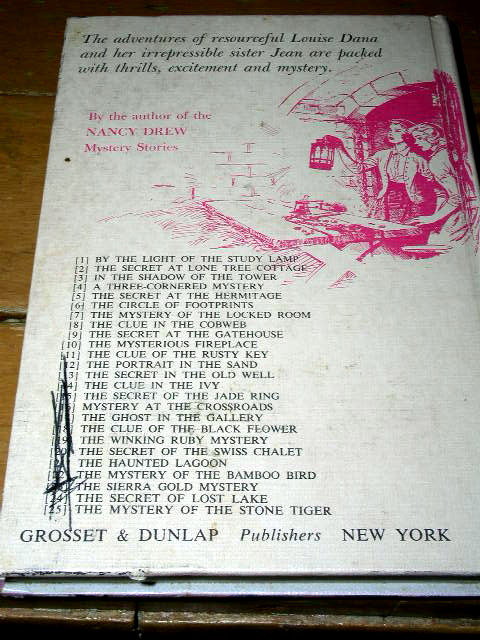 The adventures of resourceful Louise Dana
and her irrepressible sister Jean are packed
with thrills, excitement and mystery.
By the author of the
NANCY DREW
Mystery Stories
[1] BY THE LIGHT OF THE STUDY LAMP
[2] THE SECRET AT LONE TREE COTTAGE
[3] IN THE SHADOW OF THE TOWER
[4] A THREE-CORNERED MYSTERY
[5] THE SECRET AT THE HERMITAGE
[6] THE CIRCLE OF FOOTPRINTS
[7] THE MYSTERY OF THE LOCKED ROOM
[8] THE CLUE IN THE COBWEB
[9] THE SECRET AT THE GATEHOUSE
[10] THE MYSTERIOUS FIREPLACE
[11] THE CLUE OF THE RUSTY KEY
[12] THE PORTRAIT IN THE SAND
[13] THE SECRET IN THE OLD WELL
[14] THE CLUE IN THE IVY
[15] THE SECRET OF THE JADE RING
MYSTERY AT THE CROSSROADS
THE GHOST IN THE GALLERY
[18] THE CLUE OF THE BLACK FLOWER
[19] THE WINKING RUBY MYSTERY
THE SECRET OF THE SWISS CHALET
THE HAUNTED LAGOON
[22] THE MYSTERY OF THE BAMBOO BIRD
THE SIERRA GOLD MYSTERY
[24] THE SECRET OF LOST LAKE
[25] THE MYSTERY OF THE STONE TIGER
GROSSET & DUNLAP Publishers NEW YORK